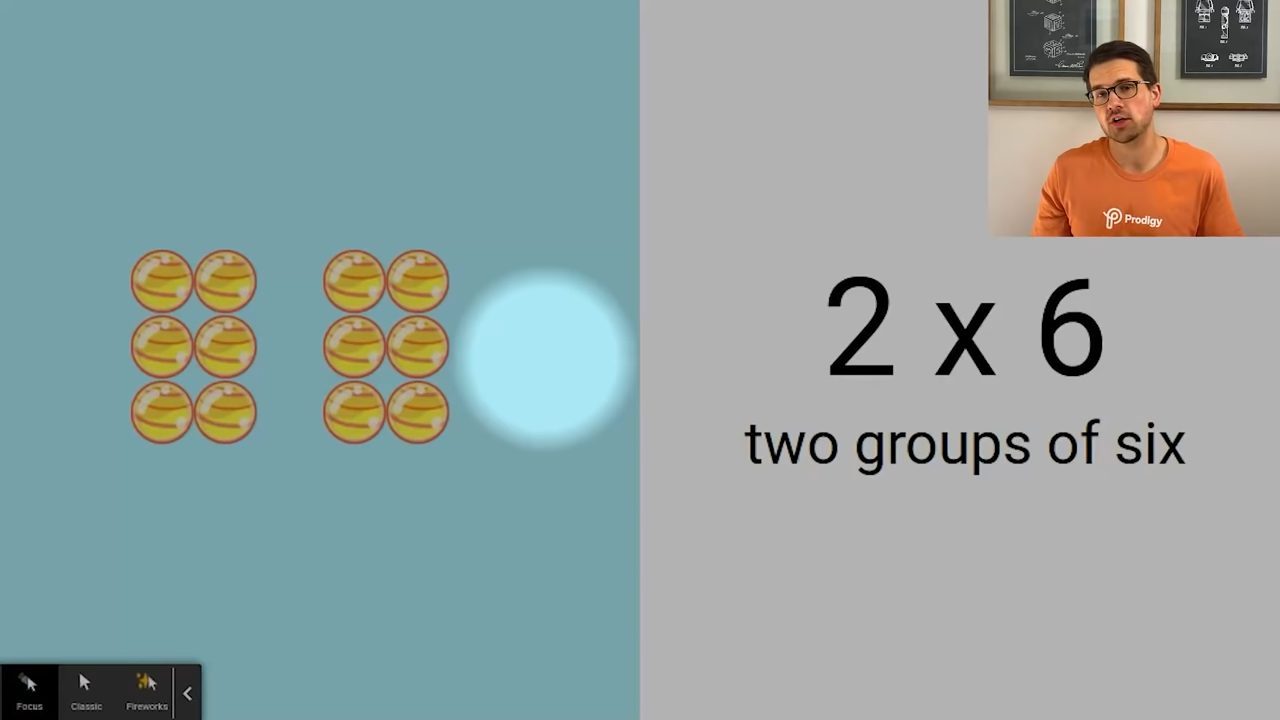 Prodigy
2 x 6
two groups of six
Focus
Classic
Fireworks